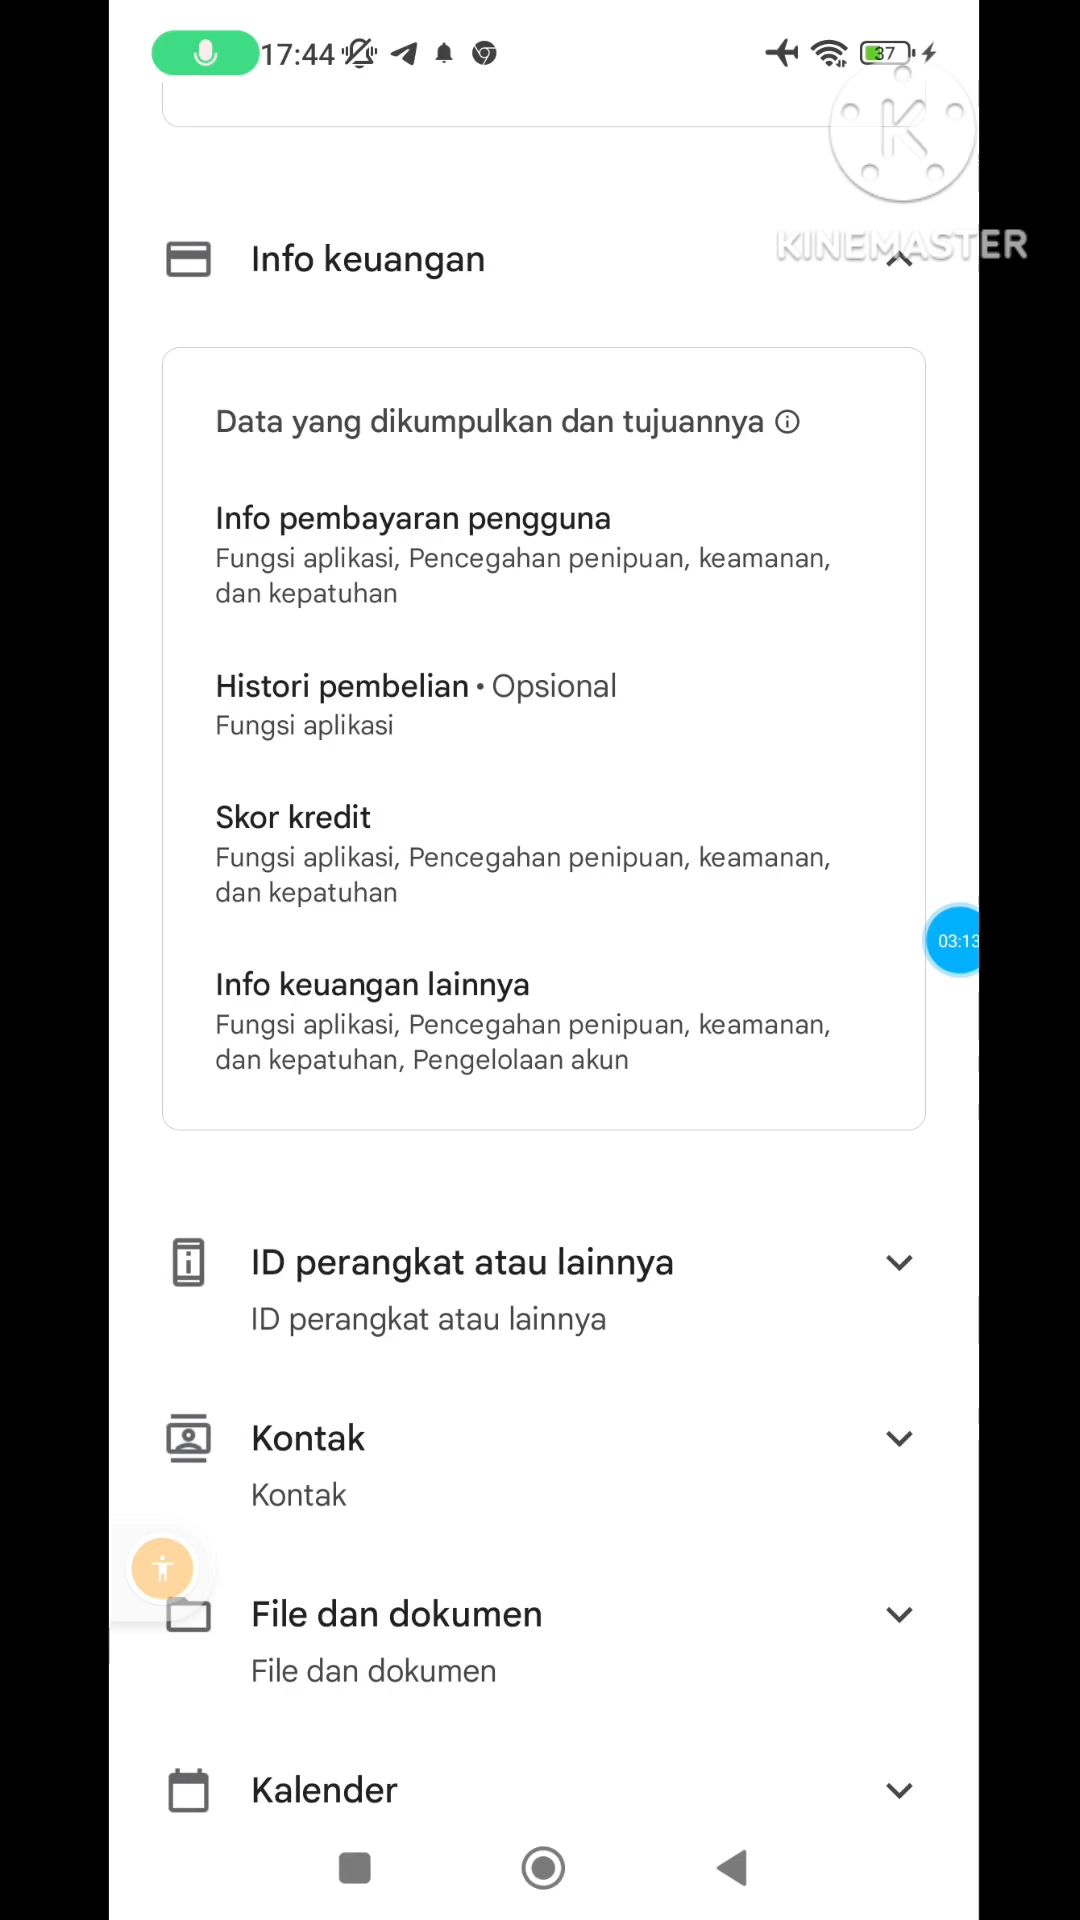 17:44
37
K
KINEMASTER
Info keuangan
Data yang dikumpulkan dan tujuannya
Info pembayaran pengguna
Fungsi aplikasi, Pencegahan penipuan, keamanan,
dan kepatuhan
Histori pembelian • Opsional
Fungsi aplikasi
Skor kredit
Fungsi aplikasi, Pencegahan penipuan, keamanan,
dan kepatuhan
03:13
Info keuangan lainnya
Fungsi aplikasi, Pencegahan penipuan, keamanan,
dan kepatuhan, Pengelolaan akun
ID perangkat atau lainnya
ID perangkat atau lainnya
Kontak
Kontak
File dan dokumen
File dan dokumen
Kalender